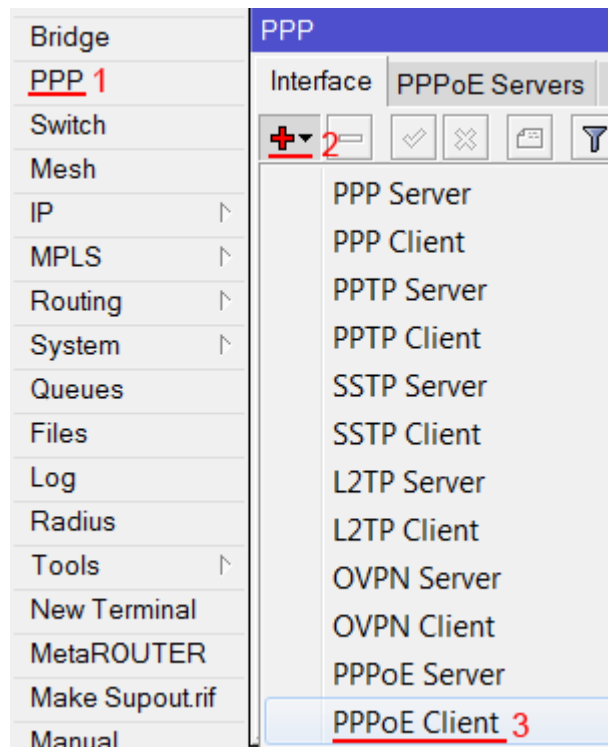 Bridge
PPP 1
Switch
Mesh
IP
MPLS
Routing
System
Queues
Files
Log
Radius
Tools
New Terminal
MetaROUTER
Make Supout.rif
Manual
PPP
Interface PPPoE Servers
2
PPP Server
PPP Client
PPTP Server
PPTP Client
SSTP Server
SSTP Client
L2TP Server
L2TP Client
OVPN Server
OVPN Client
PPPoE Server
PPPoE Client 3